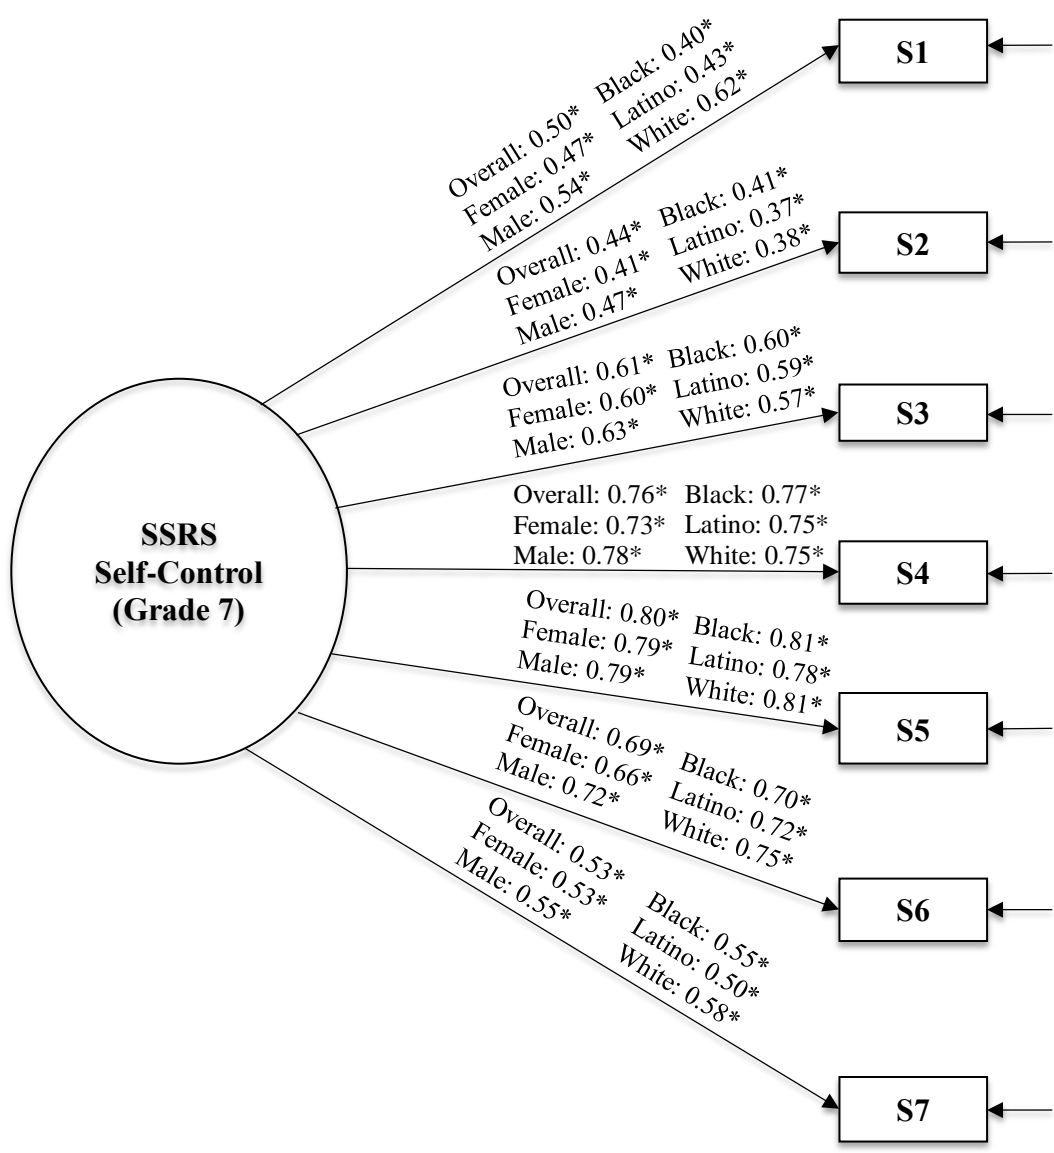 Overall: 0.50*
Female: 0.47*
Male: 0.54*
Black: 0.40*
Latino: 0.43*
White: 0.62*
S1
Overall: 0.44*
Female: 0.41*
Male: 0.47*
Black: 0.41*
Latino: 0.37*
White: 0.38*
S2
Overall: 0.61*
Female: 0.60*
Male: 0.63*
Black: 0.60*
Latino: 0.59*
White: 0.57*
S3
SSRS
Self-Control
(Grade 7)
Overall: 0.76*
Female: 0.73*
Male: 0.78*
Black: 0.77*
Latino: 0.75*
White: 0.75*
S4
Overall: 0.80*
Female: 0.79*
Male: 0.79*
Black: 0.81*
Latino: 0.78*
White: 0.81*
S5
Overall: 0.69*
Female: 0.66*
Male: 0.72*
Black: 0.70*
Latino: 0.72*
White: 0.75*
S6
Overall: 0.53*
Female: 0.53*
Male: 0.55*
Black: 0.55*
Latino: 0.50*
White: 0.58*
S7